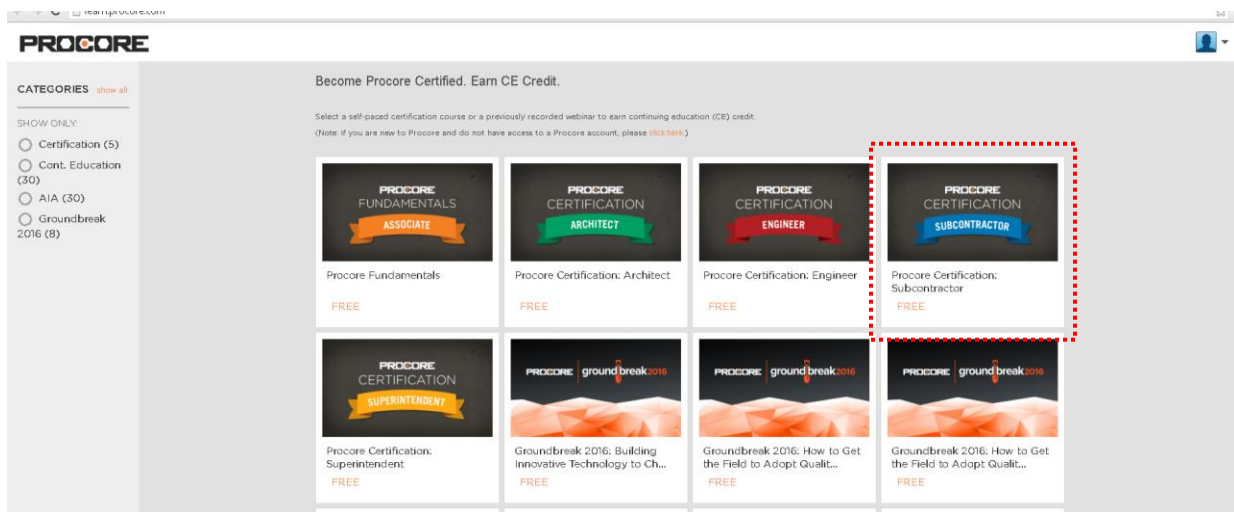 learn.procore.com
PROCORE
CATEGORIES show all
SHOW ONLY:
Certification (5)
Cont. Education
(30)
AIA (30)
Groundbreak
2016 (8)
Become Procore Certified. Earn CE Credit.
Select a self-paced certification course or a previously recorded webinar to earn continuing education (CE) credit.
(Note: If you are new to Procore and do not have access to a Procore account, please click here.)
PROCORE
FUNDAMENTALS
ASSOCIATE
Procore Fundamentals
FREE
PROCORE
CERTIFICATION
ARCHITECT
Procore Certification: Architect
FREE
PROCORE
CERTIFICATION
ENGINEER
Procore Certification: Engineer
FREE
PROCORE
CERTIFICATION
SUBCONTRACTOR
Procore Certification:
Subcontractor
FREE
PROCORE
CERTIFICATION
SUPERINTENDENT
Procore Certification:
Superintendent
FREE
PROCORE groundbreak2016
Groundbreak 2016: Building
Innovative Technology to Ch...
FREE
PROCORE groundbreak2016
Groundbreak 2016: How to Get
the Field to Adopt Qualit...
FREE
PROCORE groundbreak2016
Groundbreak 2016: How to Get
the Field to Adopt Qualit...
FREE